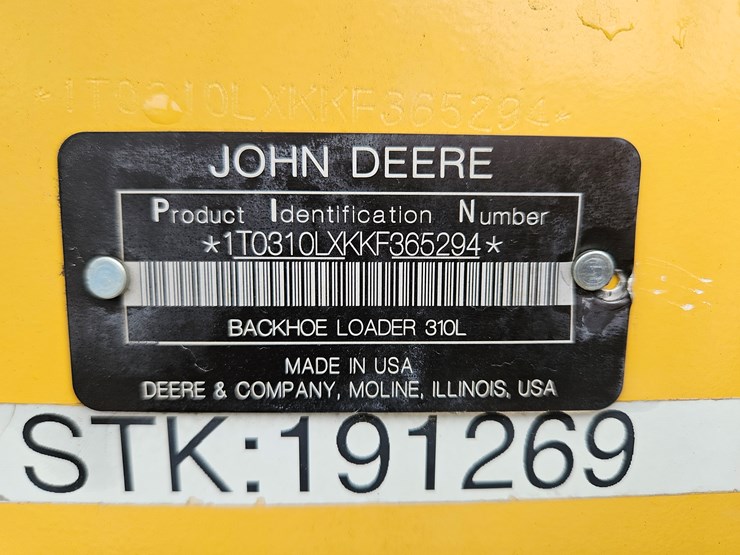 *1T0310LXKKF365294*
JOHN DEERE
Product Identification Number
*1T0310LXKKF365294*
BACKHOE LOADER 310L
MADE IN USA
DEERE & COMPANY, MOLINE, ILLINOIS, USA
STK:191269